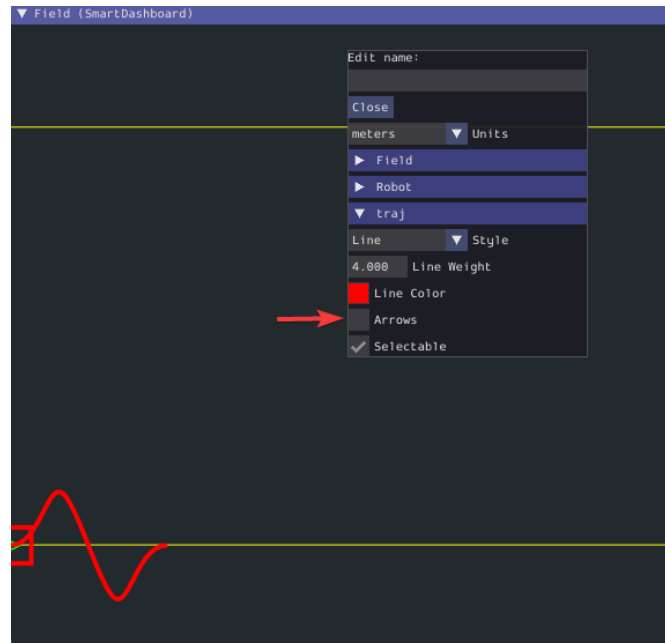 Field (SmartDashboard)
Edit name:
Close
meters Units
Field
Robot
traj
Line Style
4.000 Line Weight
Line Color
Arrows
Selectable